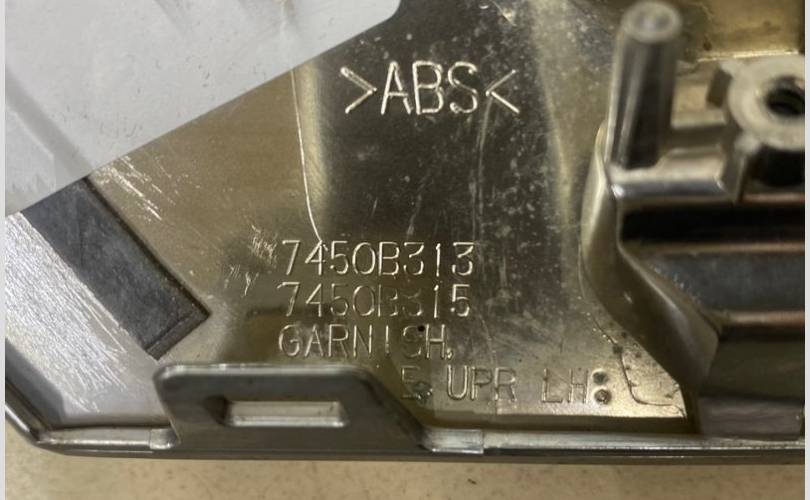 >ABS<
7450B313
7450B315
GARNISH,
UPR LH